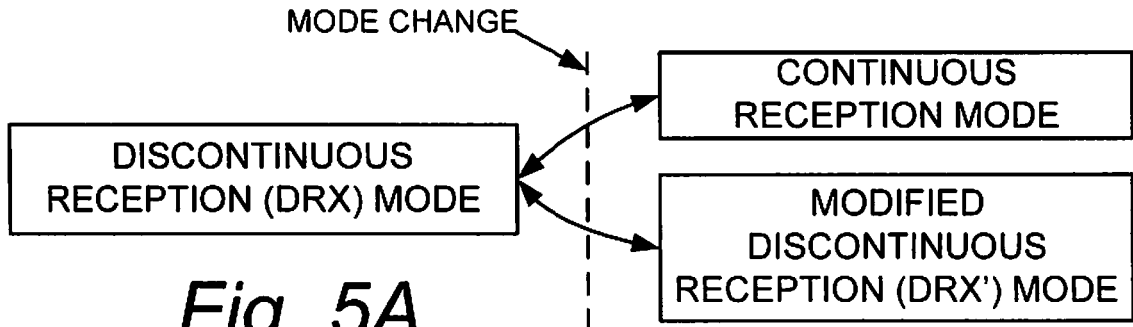 MODE CHANGE
CONTINUOUS
RECEPTION MODE
DISCONTINUOUS
RECEPTION (DRX) MODE
MODIFIED
DISCONTINUOUS
RECEPTION (DRX') MODE
Fig. 5A